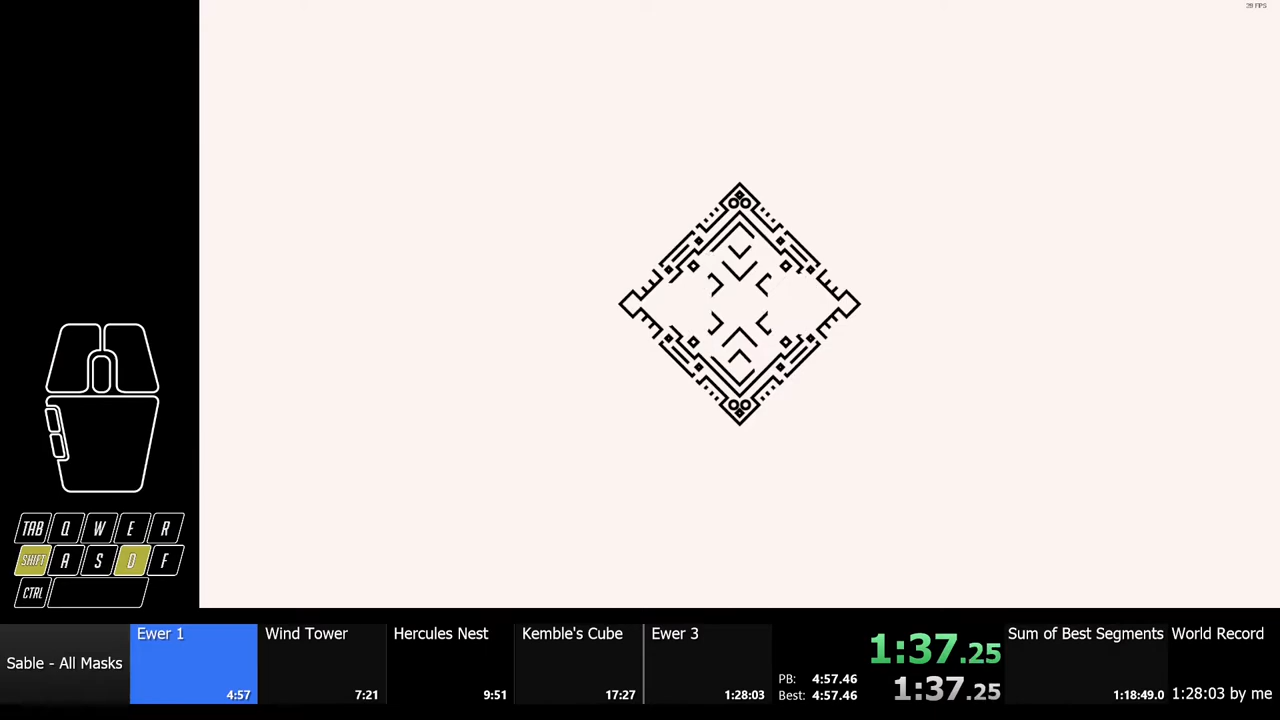 29 FPS
TAB Q W E R
SHIFT A S D F
CTRL
Sable - All Masks
Ewer 1
4:57
Wind Tower
7:21
Hercules Nest
9:51
Kemble's Cube
17:27
Ewer 3
1:28:03
PB: 4:57.46
Best: 4:57.46
1:37.25
1:37.25
Sum of Best Segments
1:18:49.0
World Record
1:28:03 by me